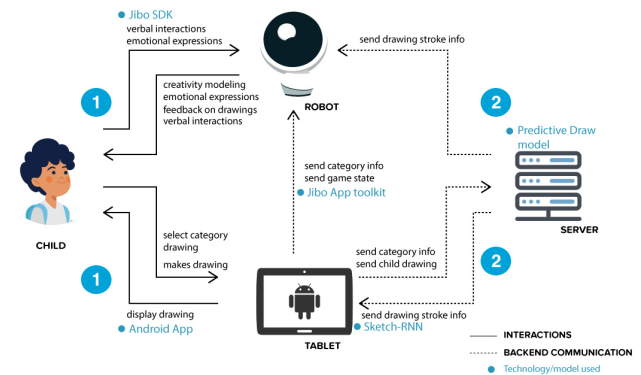 Jibo SDK
verbal interactions
emotional expressions
send drawing stroke info
1
creativity modeling
emotional expressions
feedback on drawings
verbal interactions
ROBOT
2
Predictive Draw
model
send category info
send game state
Jibo App toolkit
SERVER
CHILD
select category
drawing
makes drawing
send category info
send child drawing
2
1
display drawing
Android App
send drawing stroke info
Sketch-RNN
TABLET
INTERACTIONS
BACKEND COMMUNICATION
Technology/model used